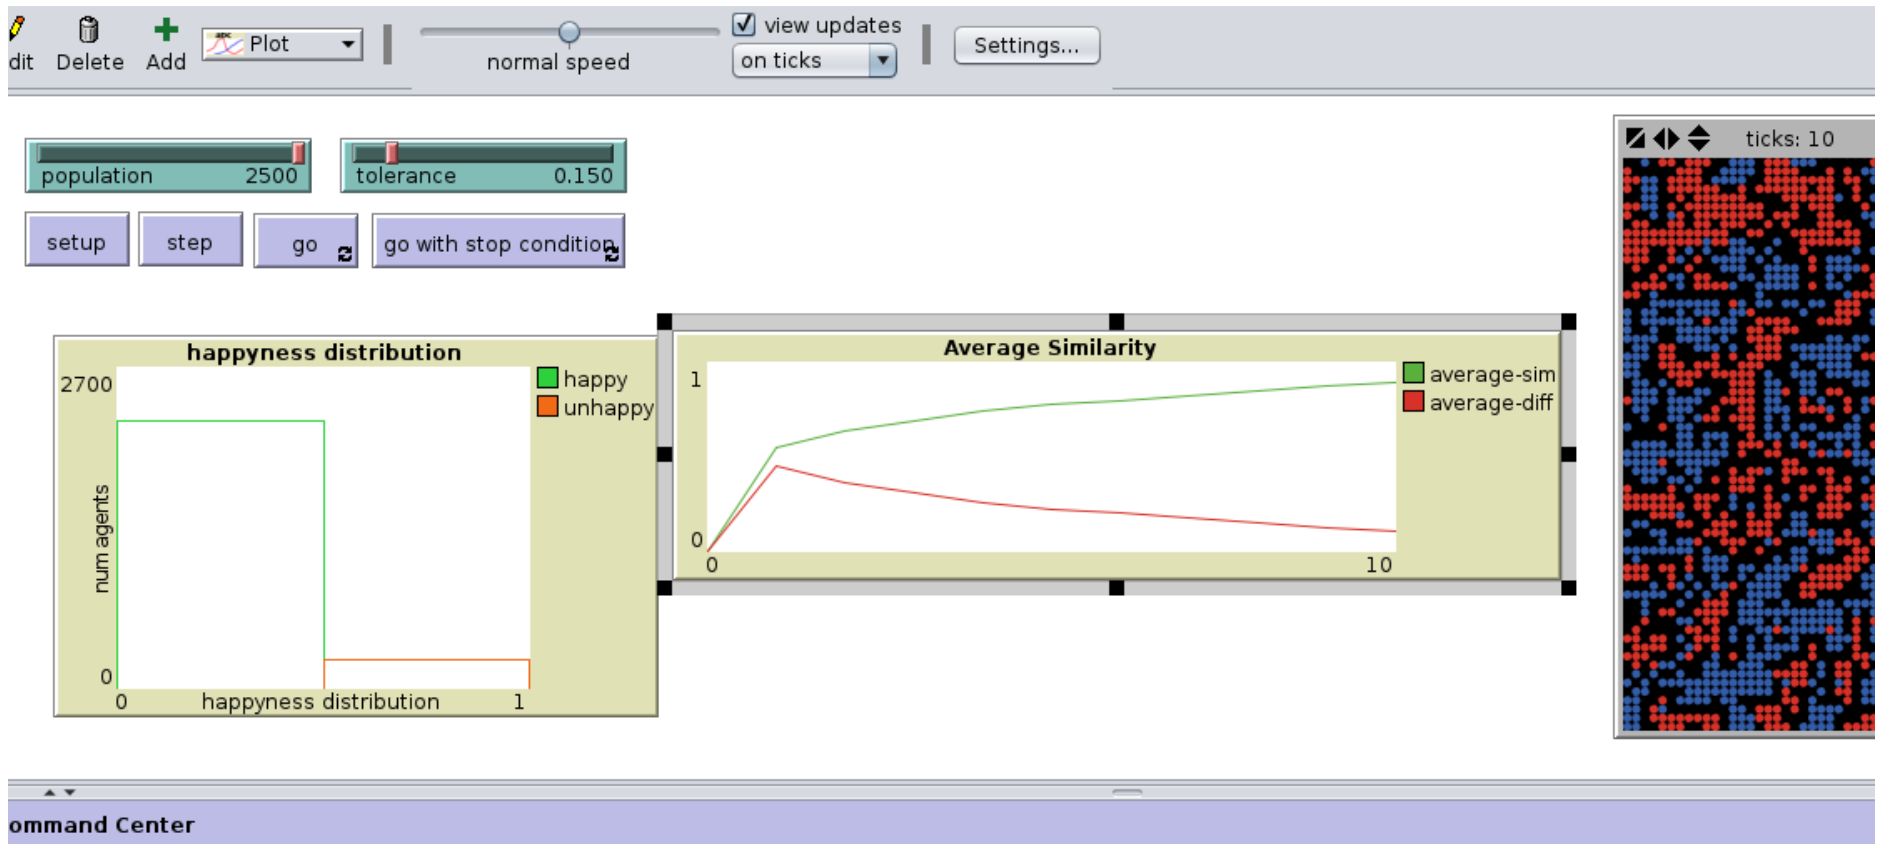 dit Delete Add Plot normal speed view updates on ticks Settings...
population 2500 tolerance 0.150
setup step go go with stop condition
ticks: 10
happyness distribution
2700
num agents
0
0 happyness distribution 1
happy
unhappy
Average Similarity
1
0
0 10
average-sim
average-diff
ommand Center